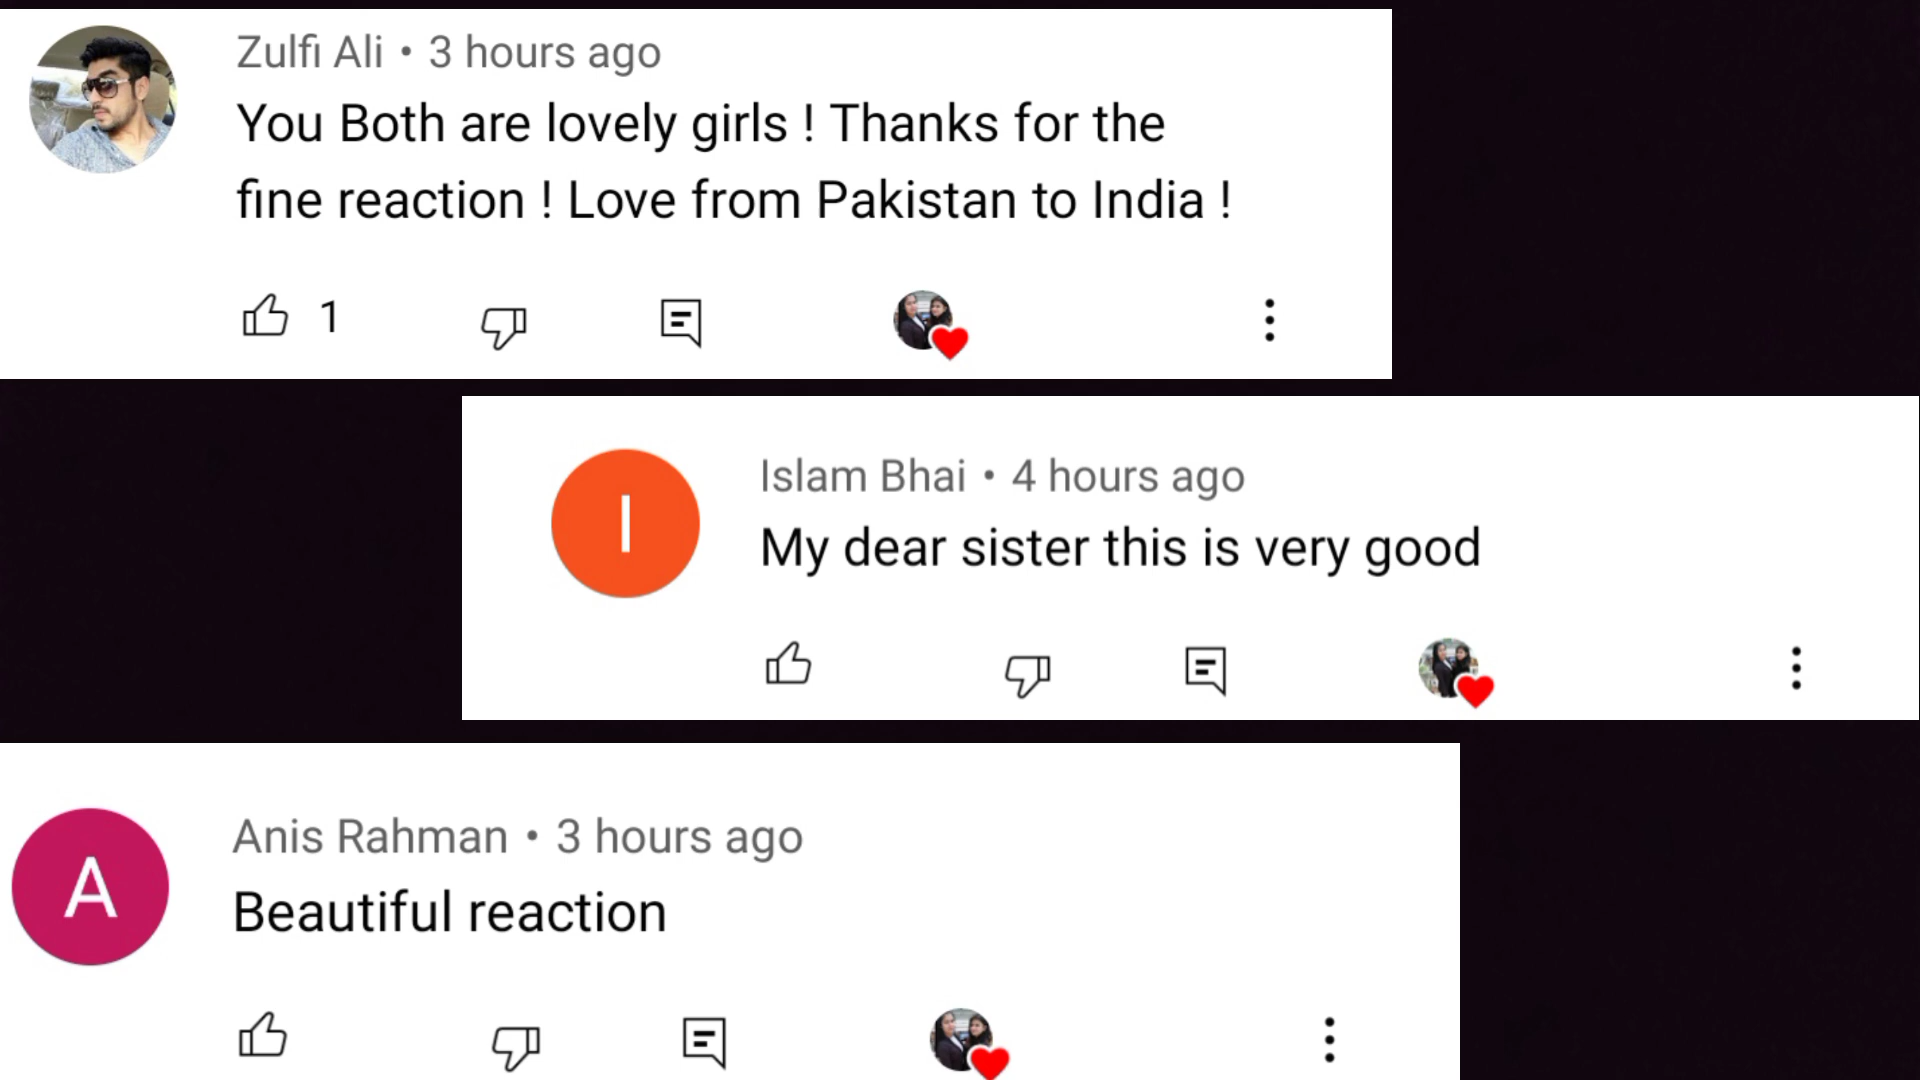 Zulfi Ali • 3 hours ago
You Both are lovely girls ! Thanks for the
fine reaction ! Love from Pakistan to India !
1
I
Islam Bhai • 4 hours ago
My dear sister this is very good
A
Anis Rahman • 3 hours ago
Beautiful reaction